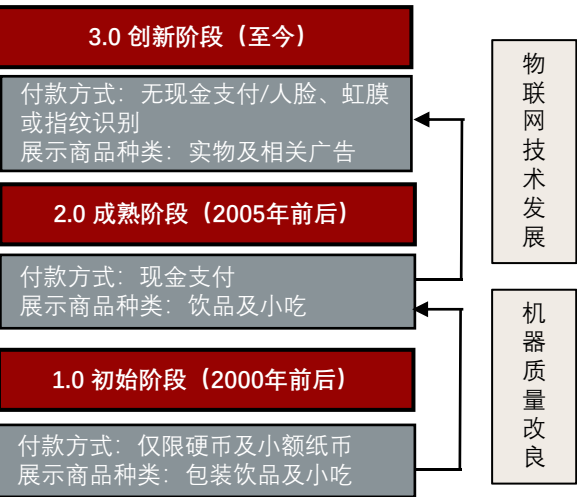 3.0 创新阶段（至今）
付款方式：无现金支付/人脸、虹膜
或指纹识别
展示商品种类：实物及相关广告
2.0 成熟阶段（2005年前后）
付款方式：现金支付
展示商品种类：饮品及小吃
1.0 初始阶段（2000年前后）
付款方式：仅限硬币及小额纸币
展示商品种类：包装饮品及小吃
物联网技术发展
机器质量改良